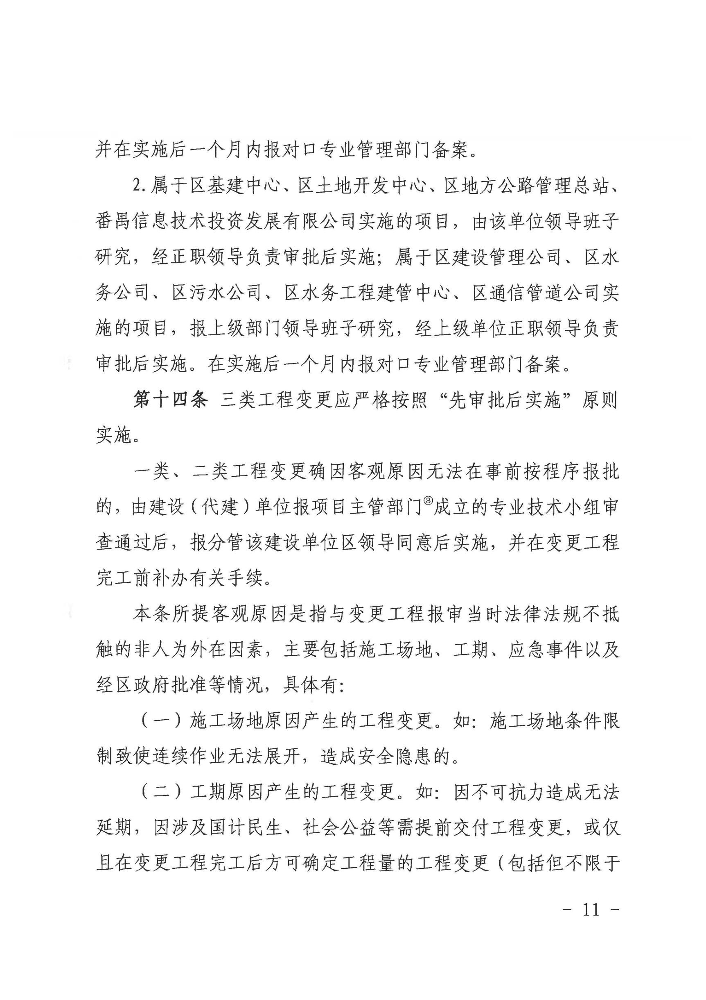 并在实施后一个月内报对口专业管理部门备案。
2.属于区基建中心、区土地开发中心、区地方公路管理总站、
番禺信息技术投资发展有限公司实施的项目，由该单位领导班子
研究，经正职领导负责审批后实施；属于区建设管理公司、区水
务公司、区污水公司、区水务工程建管中心、区通信管道公司实
施的项目，报上级部门领导班子研究，经上级单位正职领导负责
审批后实施。在实施后一个月内报对口专业管理部门备案。
第十四条 三类工程变更应严格按照“先审批后实施”原则
实施。
一类、二类工程变更确因客观原因无法在事前按程序报批
的，由建设（代建）单位报项目主管部门③成立的专业技术小组审
查通过后，报分管该建设单位区领导同意后实施，并在变更工程
完工前补办有关手续。
本条所提客观原因是指与变更工程报审当时法律法规不抵
触的非人为外在因素，主要包括施工场地、工期、应急事件以及
经区政府批准等情况，具体有：
（一）施工场地原因产生的工程变更。如：施工场地条件限
制致使连续作业无法展开，造成安全隐患的。
（二）工期原因产生的工程变更。如：因不可抗力造成无法
延期，因涉及国计民生、社会公益等需提前交付工程变更，或仅
且在变更工程完工后方可确定工程量的工程变更（包括但不限于
- 11 -